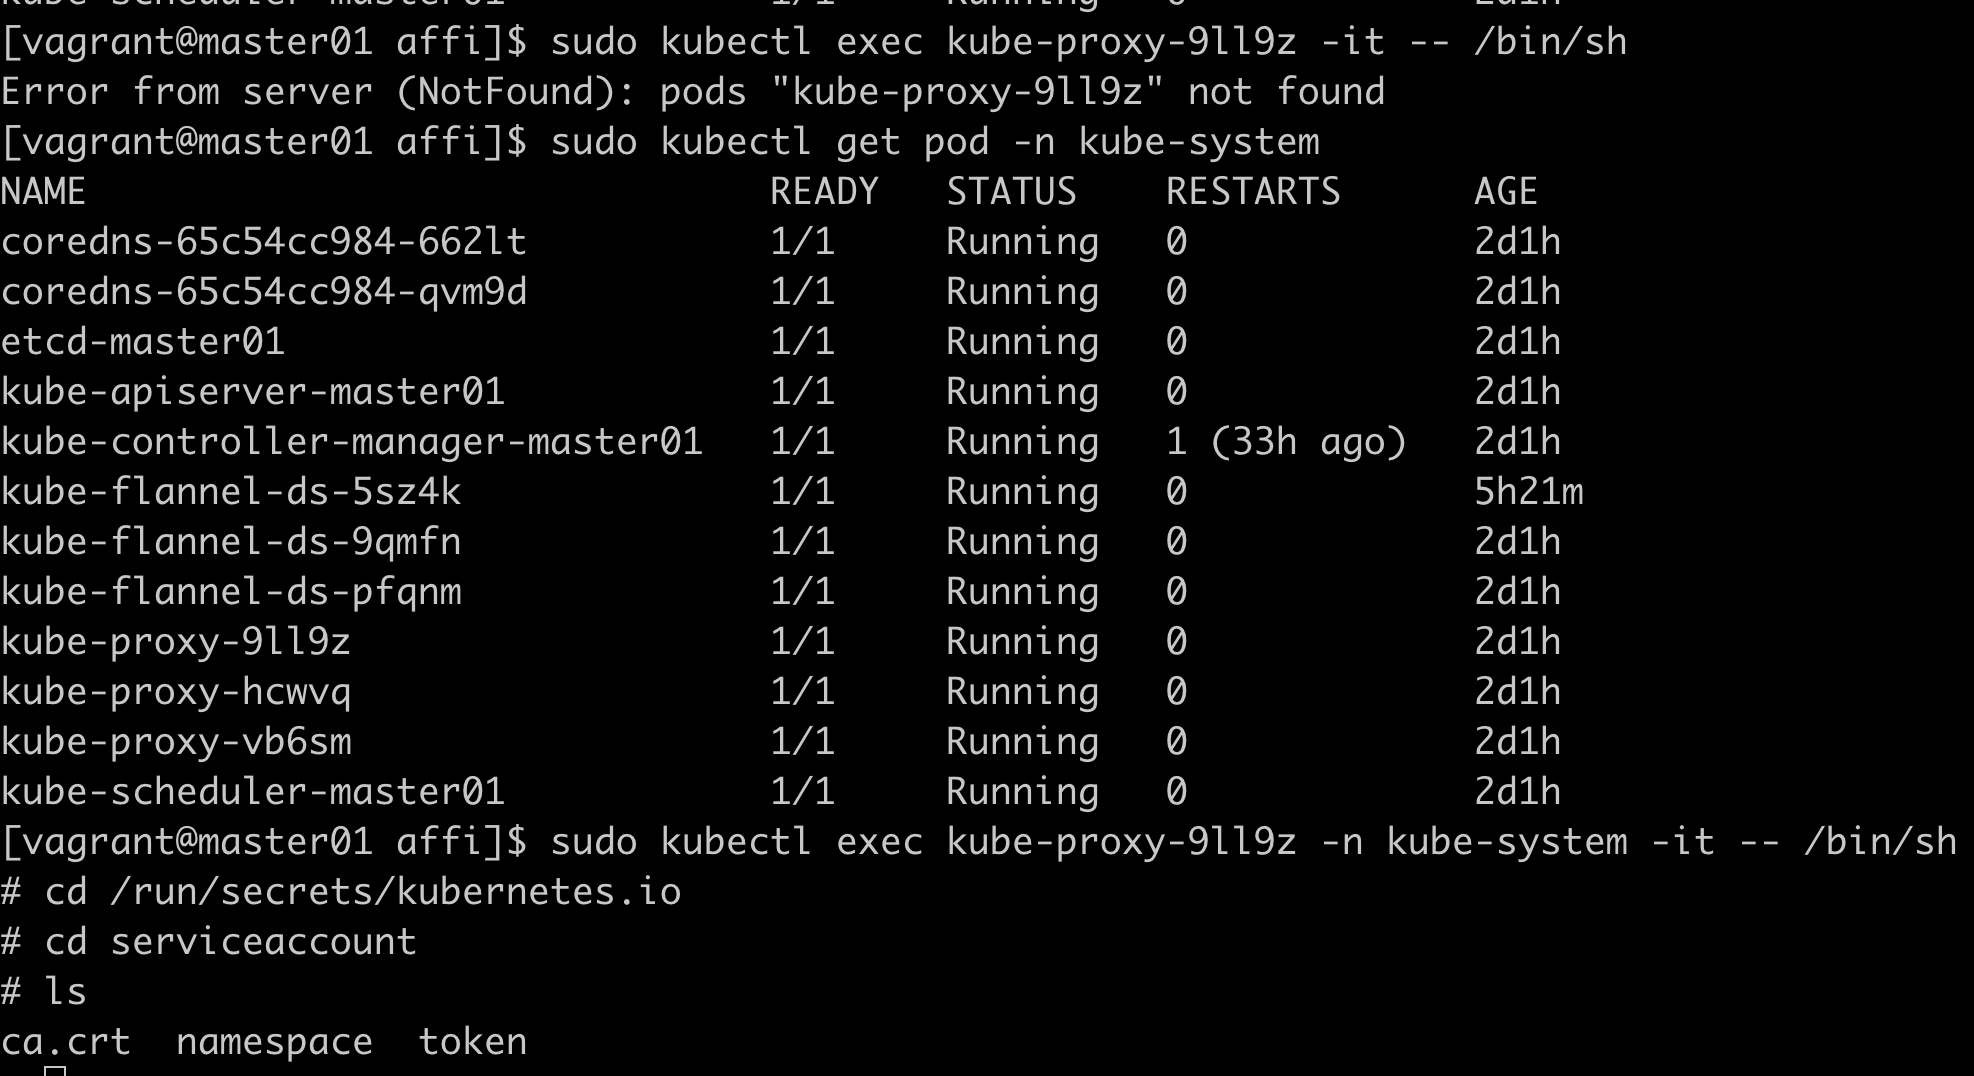 kube-scheduler-master01 1/1 Running 0 2d1h
[vagrant@master01 affi]$ sudo kubectl exec kube-proxy-9ll9z -it -- /bin/sh
Error from server (NotFound): pods "kube-proxy-9ll9z" not found
[vagrant@master01 affi]$ sudo kubectl get pod -n kube-system
NAME READY STATUS RESTARTS AGE
coredns-65c54cc984-662lt 1/1 Running 0 2d1h
coredns-65c54cc984-qvm9d 1/1 Running 0 2d1h
etcd-master01 1/1 Running 0 2d1h
kube-apiserver-master01 1/1 Running 0 2d1h
kube-controller-manager-master01 1/1 Running 1 (33h ago) 2d1h
kube-flannel-ds-5sz4k 1/1 Running 0 5h21m
kube-flannel-ds-9qmfn 1/1 Running 0 2d1h
kube-flannel-ds-pfqnm 1/1 Running 0 2d1h
kube-proxy-9ll9z 1/1 Running 0 2d1h
kube-proxy-hcwvq 1/1 Running 0 2d1h
kube-proxy-vb6sm 1/1 Running 0 2d1h
kube-scheduler-master01 1/1 Running 0 2d1h
[vagrant@master01 affi]$ sudo kubectl exec kube-proxy-9ll9z -n kube-system -it -- /bin/sh
# cd /run/secrets/kubernetes.io
# cd serviceaccount
# ls
ca.crt namespace token